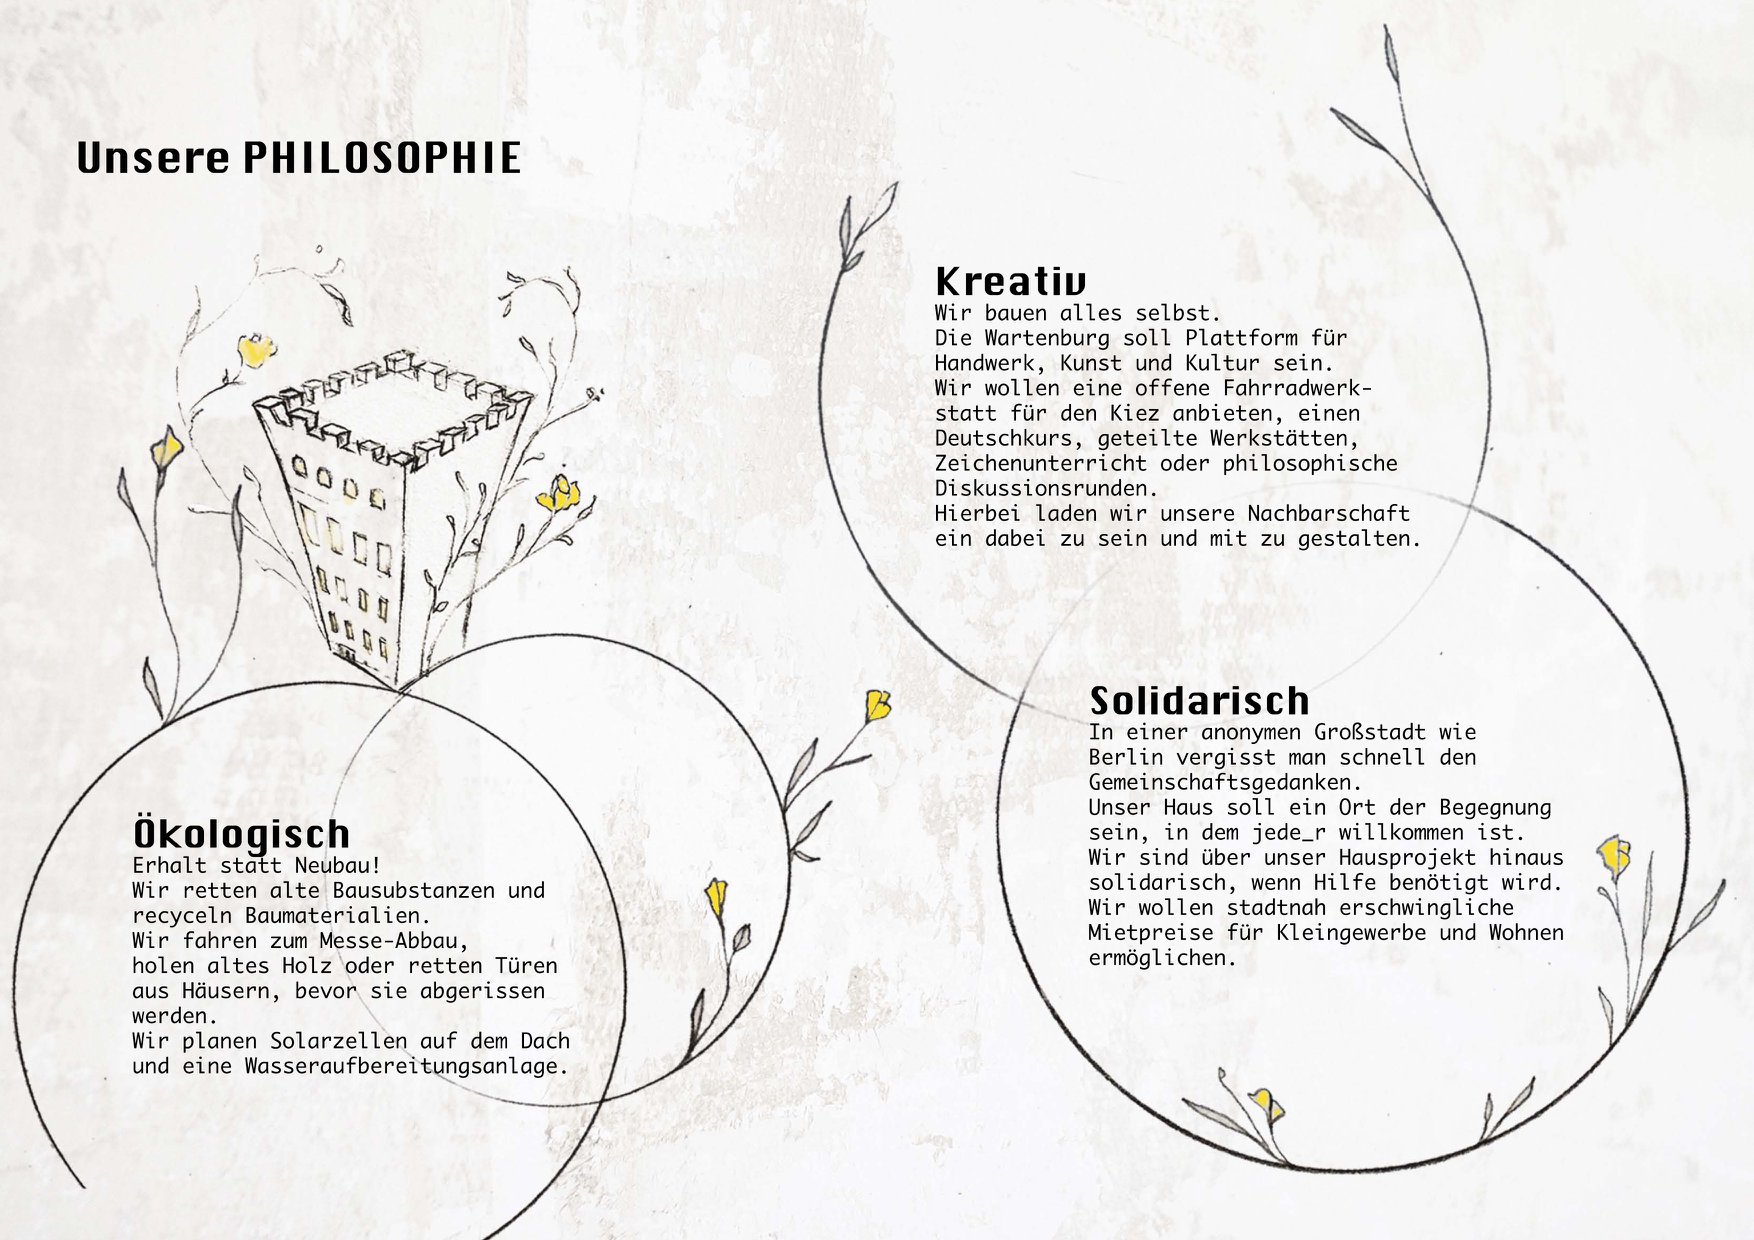 Unsere PHILOSOPHIE
Kreativ
Wir bauen alles selbst.
Die Wartenburg soll Plattform für
Handwerk, Kunst und Kultur sein.
Wir wollen eine offene Fahrradwerk-
statt für den Kiez anbieten, einen
Deutschkurs, geteilte Werkstätten,
Zeichenunterricht oder philosophische
Diskussionsrunden.
Hierbei laden wir unsere Nachbarschaft
ein dabei zu sein und mit zu gestalten.
Solidarisch
In einer anonymen Großstadt wie
Berlin vergisst man schnell den
Gemeinschaftsgedanken.
Unser Haus soll ein Ort der Begegnung
sein, in dem jede_r willkommen ist.
Wir sind über unser Hausprojekt hinaus
solidarisch, wenn Hilfe benötigt wird.
Wir wollen stadtnah erschwingliche
Mietpreise für Kleingewerbe und Wohnen
ermöglichen.
Ökologisch
Erhalt statt Neubau!
Wir retten alte Bausubstanzen und
recyceln Baumaterialien.
Wir fahren zum Messe-Abbau,
holen altes Holz oder retten Türen
aus Häusern, bevor sie abgerissen
werden.
Wir planen Solarzellen auf dem Dach
und eine Wasseraufbereitungsanlage.